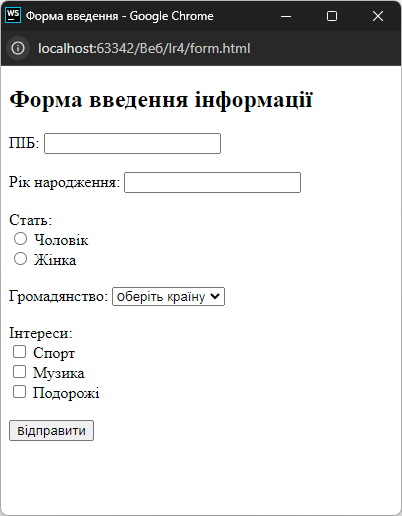 WS Форма введення - Google Chrome
localhost:63342/Веб/lr4/form.html
Форма введення інформації
ПІБ:
Рік народження:
Стать:
Чоловік
Жінка
Громадянство: Оберіть країну
Інтереси:
Спорт
Музика
Подорожі
Відправити